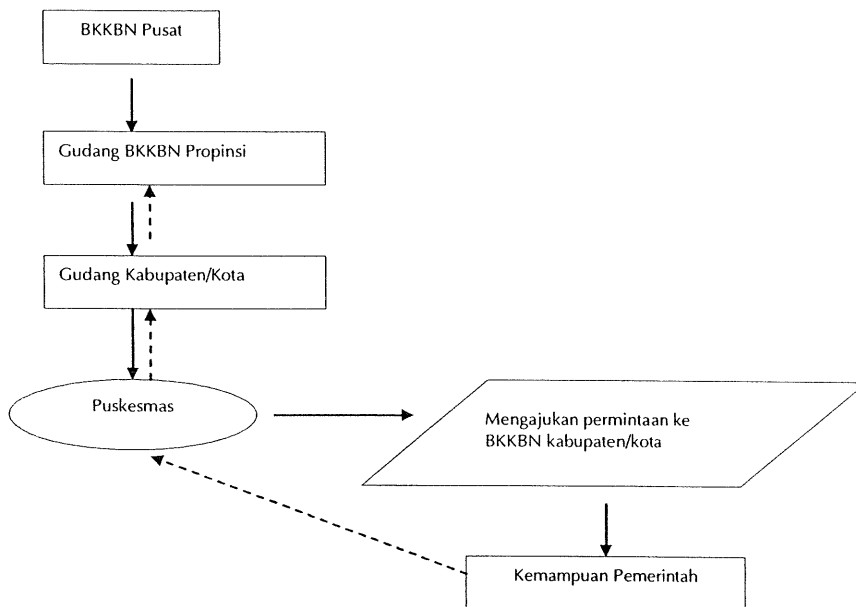 BKKBN Pusat
Gudang BKKBN Propinsi
Gudang Kabupaten/Kota
Puskesmas
Mengajukan permintaan ke
BKKBN kabupaten/kota
Kemampuan Pemerintah